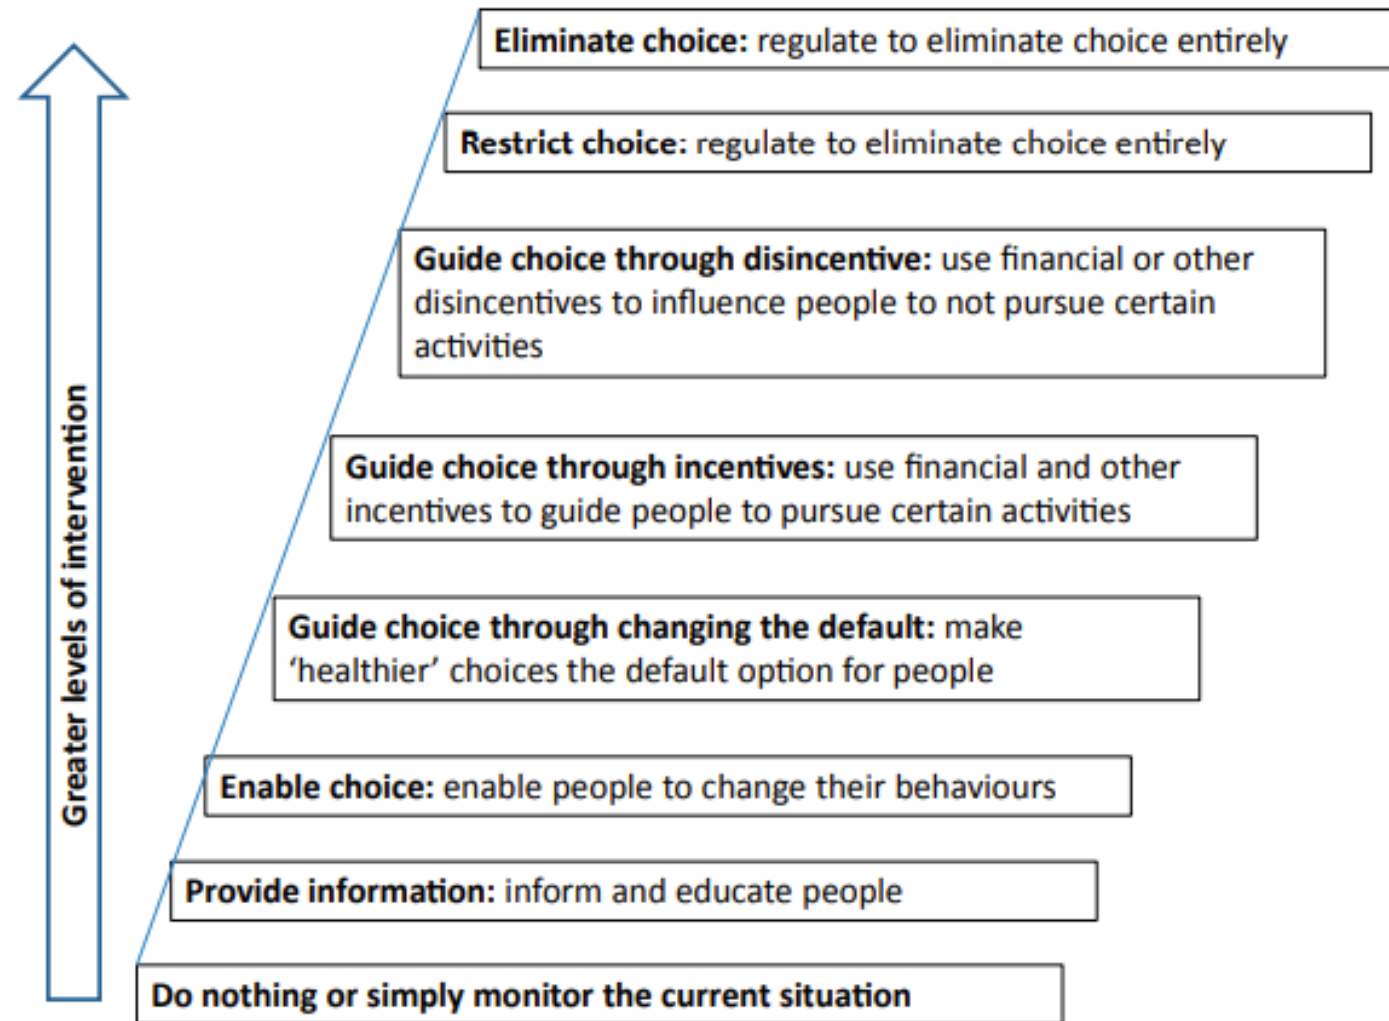 Eliminate choice: regulate to eliminate choice entirely
Restrict choice: regulate to eliminate choice entirely
Guide choice through disincentive: use financial or other
disincentives to influence people to not pursue certain
activities
Guide choice through incentives: use financial and other
incentives to guide people to pursue certain activities
Guide choice through changing the default: make
‘healthier’ choices the default option for people
Enable choice: enable people to change their behaviours
Provide information: inform and educate people
Do nothing or simply monitor the current situation
Greater levels of intervention